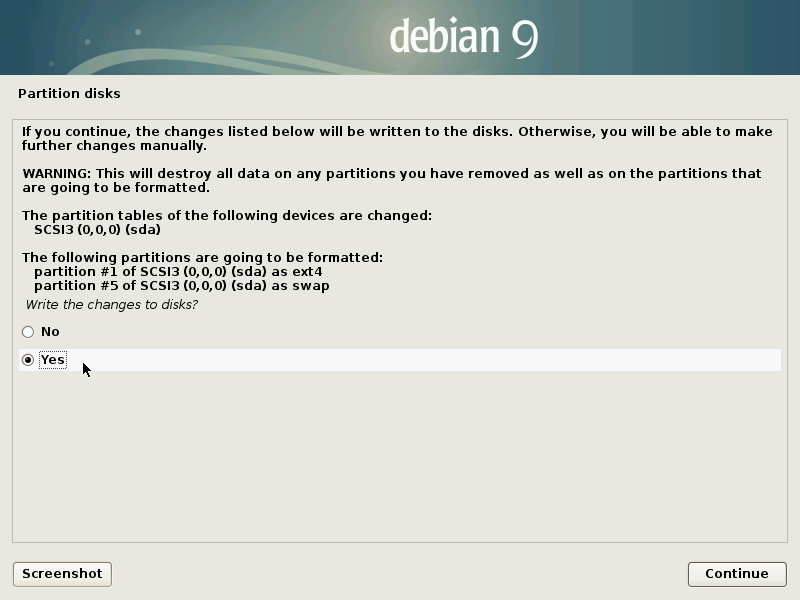 debian 9
Partition disks
If you continue, the changes listed below will be written to the disks. Otherwise, you will be able to make
further changes manually.
WARNING: This will destroy all data on any partitions you have removed as well as on the partitions that
are going to be formatted.
The partition tables of the following devices are changed:
SCSI3 (0,0,0) (sda)
The following partitions are going to be formatted:
partition #1 of SCSI3 (0,0,0) (sda) as ext4
partition #5 of SCSI3 (0,0,0) (sda) as swap
Write the changes to disks?
No
Yes
Screenshot
Continue